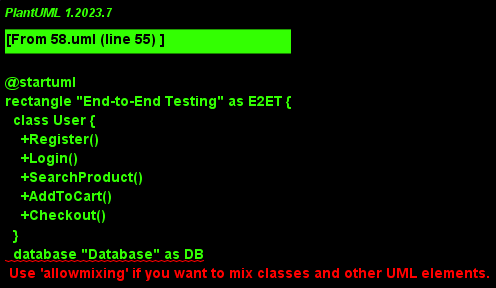 PlantUML 1.2023.7
[From 58.uml (line 55) ]
@startuml
rectangle "End-to-End Testing" as E2ET {
class User {
+Register()
+Login()
+SearchProduct()
+AddToCart()
+Checkout()
}
database "Database" as DB
Use 'allowmixing' if you want to mix classes and other UML elements.